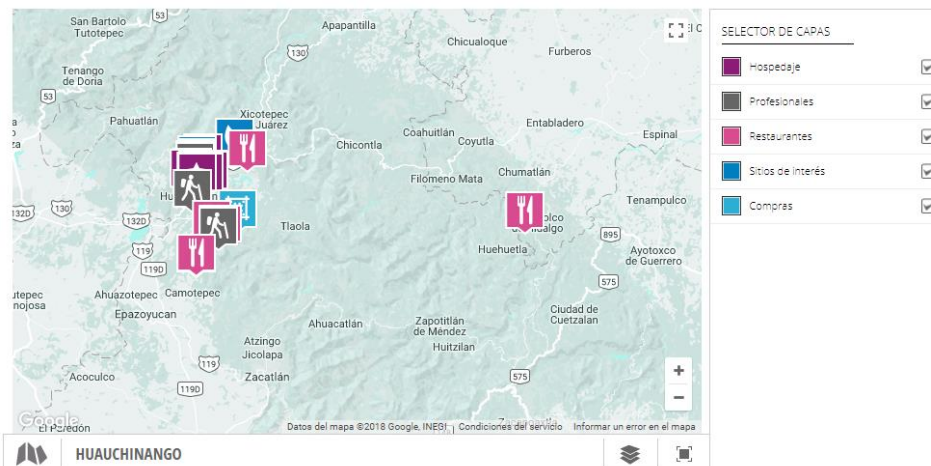 San Bartolo
Tutotepec
53
Apapantilla
130
Chicualoque
Furberos
El C
SELECTOR DE CAPAS
Hospedaje
Profesionales
Restaurantes
Sitios de interés
Compras
Tenango
de Doria
53
Pahuatlán
Xicotepec
Juárez
Chicontla
Coahuitlán
Coyutla
Entabladero
Espinal
Filomeno Mata
Chumatlán
Tenampulco
132D
130
132D
Tlaola
Huehuetla
895
Ayotoxco
de Guerrero
119
119D
575
Ahuazotepec
Camotepec
Epazoyucan
Ahuacatlán
Zapotitlán
de Méndez
Huitzilan
Ciudad de
Cuetzalan
Atzingo
Jicolapa
119
Acoculco
119D
Zacatlán
575
+
−
Google
El Paredón
Datos del mapa ©2018 Google, INEGI
Condiciones del servicio
Informar un error en el mapa
HUAUCHINANGO